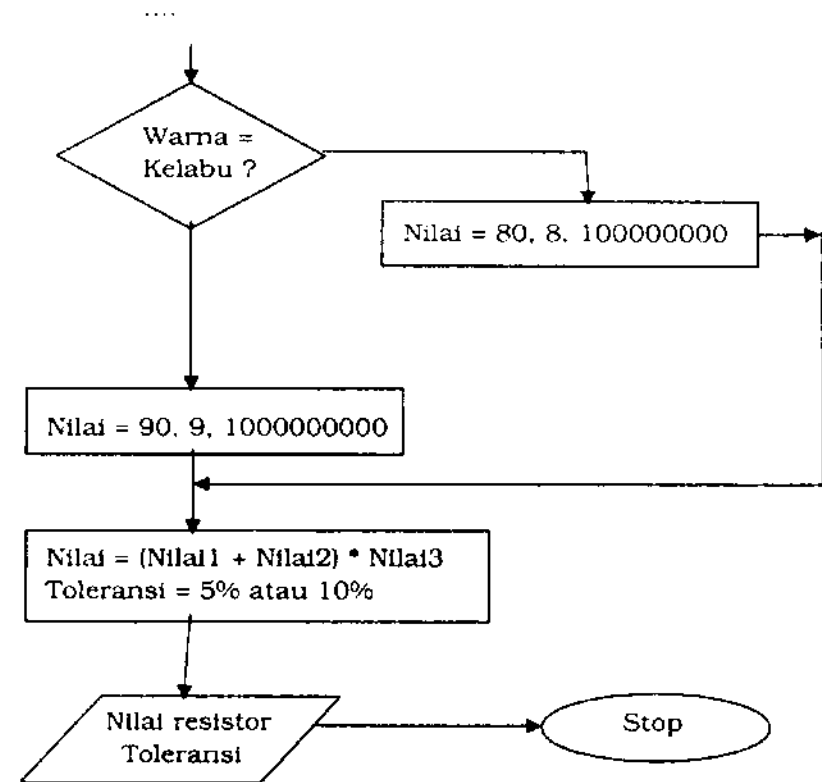 ....
Warna =
Kelabu ?
Nilai = 80, 8, 100000000
Nilai = 90, 9, 1000000000
Nilai = (Nilai1 + Nilai2) * Nilai3
Toleransi = 5% atau 10%
Nilai resistor
Toleransi
Stop